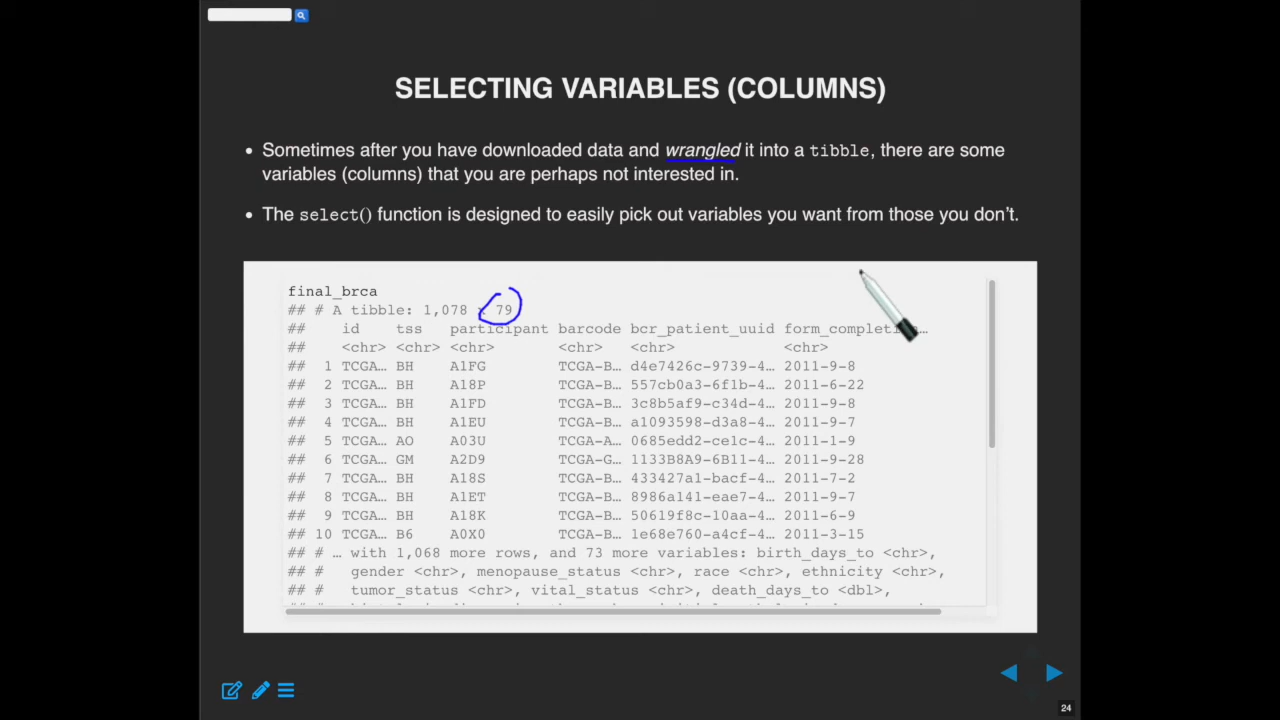 SELECTING VARIABLES (COLUMNS)
• Sometimes after you have downloaded data and wrangled it into a tibble, there are some
variables (columns) that you are perhaps not interested in.
• The select() function is designed to easily pick out variables you want from those you don't.
final_brca
## # A tibble: 1,078 x 79
## id tss participant barcode bcr_patient_uuid form_completi…
## <chr> <chr> <chr> <chr> <chr> <chr>
## 1 TCGA… BH A1FG TCGA-B… d4e7426c-9739-4… 2011-9-8
## 2 TCGA… BH A18P TCGA-B… 557cb0a3-6f1b-4… 2011-6-22
## 3 TCGA… BH A1FD TCGA-B… 3c8b5af9-c34d-4… 2011-9-8
## 4 TCGA… BH A1EU TCGA-B… a1093598-d3a8-4… 2011-9-7
## 5 TCGA… AO A03U TCGA-A… 0685edd2-ce1c-4… 2011-1-9
## 6 TCGA… GM A2D9 TCGA-G… 1133B8A9-6B11-4… 2011-9-28
## 7 TCGA… BH A18S TCGA-B… 433427a1-bacf-4… 2011-7-2
## 8 TCGA… BH A1ET TCGA-B… 8986a141-eae7-4… 2011-9-7
## 9 TCGA… BH A18K TCGA-B… 50619f8c-10aa-4… 2011-6-9
## 10 TCGA… B6 A0X0 TCGA-B… 1e68e760-a4cf-4… 2011-3-15
## # … with 1,068 more rows, and 73 more variables: birth_days_to <chr>,
## # gender <chr>, menopause_status <chr>, race <chr>, ethnicity <chr>,
## # tumor_status <chr>, vital_status <chr>, death_days_to <dbl>,
24